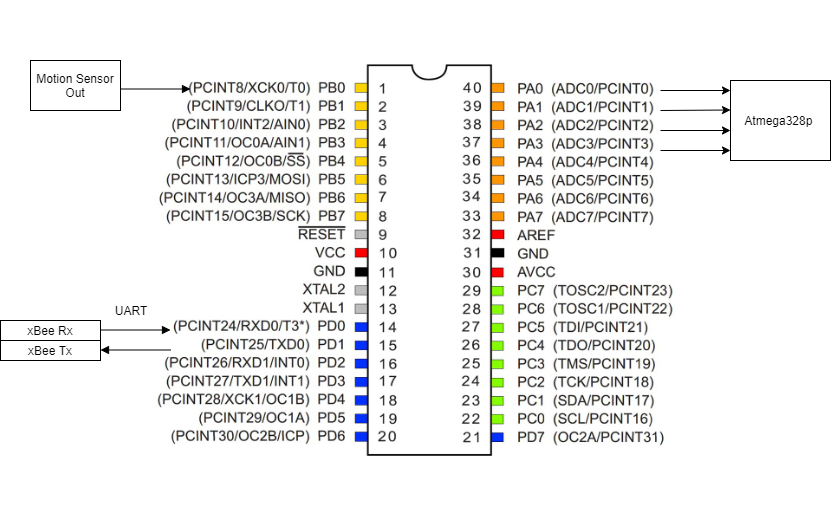 Motion Sensor
Out
(PCINT8/XCK0/T0) PB0 1 40 PA0 (ADC0/PCINT0)
(PCINT9/CLKO/T1) PB1 2 39 PA1 (ADC1/PCINT1)
(PCINT10/INT2/AIN0) PB2 3 38 PA2 (ADC2/PCINT2)
(PCINT11/OC0A/AIN1) PB3 4 37 PA3 (ADC3/PCINT3)
(PCINT12/OC0B/SS) PB4 5 36 PA4 (ADC4/PCINT4)
(PCINT13/ICP3/MOSI) PB5 6 35 PA5 (ADC5/PCINT5)
(PCINT14/OC3A/MISO) PB6 7 34 PA6 (ADC6/PCINT6)
(PCINT15/OC3B/SCK) PB7 8 33 PA7 (ADC7/PCINT7)
RESET 9 32 AREF
VCC 10 31 GND
GND 11 30 AVCC
XTAL2 12 29 PC7 (TOSC2/PCINT23)
XTAL1 13 28 PC6 (TOSC1/PCINT22)
(PCINT24/RXD0/T3*) PD0 14 27 PC5 (TDI/PCINT21)
(PCINT25/TXD0) PD1 15 26 PC4 (TDO/PCINT20)
(PCINT26/RXD1/INT0) PD2 16 25 PC3 (TMS/PCINT19)
(PCINT27/TXD1/INT1) PD3 17 24 PC2 (TCK/PCINT18)
(PCINT28/XCK1/OC1B) PD4 18 23 PC1 (SDA/PCINT17)
(PCINT29/OC1A) PD5 19 22 PC0 (SCL/PCINT16)
(PCINT30/OC2B/ICP) PD6 20 21 PD7 (OC2A/PCINT31)
Atmega328p
UART
xBee Rx
xBee Tx